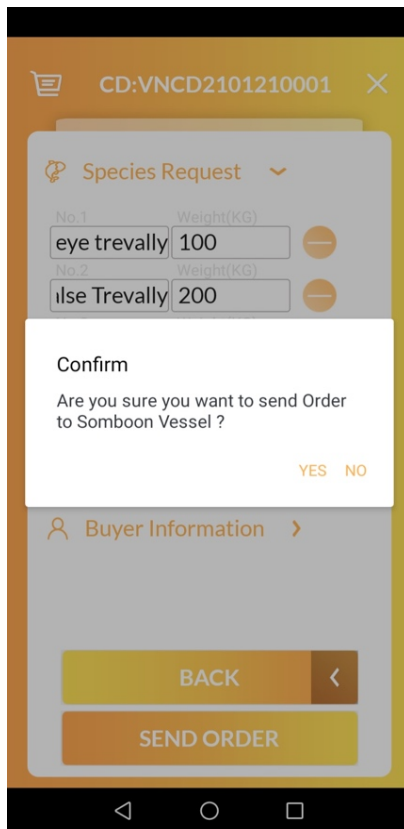 CD:VNCD2101210001
Species Request
No.1 Weight(KG)
eye trevally 100
No.2 Weight(KG)
lse Trevally 200
Confirm
Are you sure you want to send Order
to Somboon Vessel ?
YES NO
Buyer Information
BACK
SEND ORDER